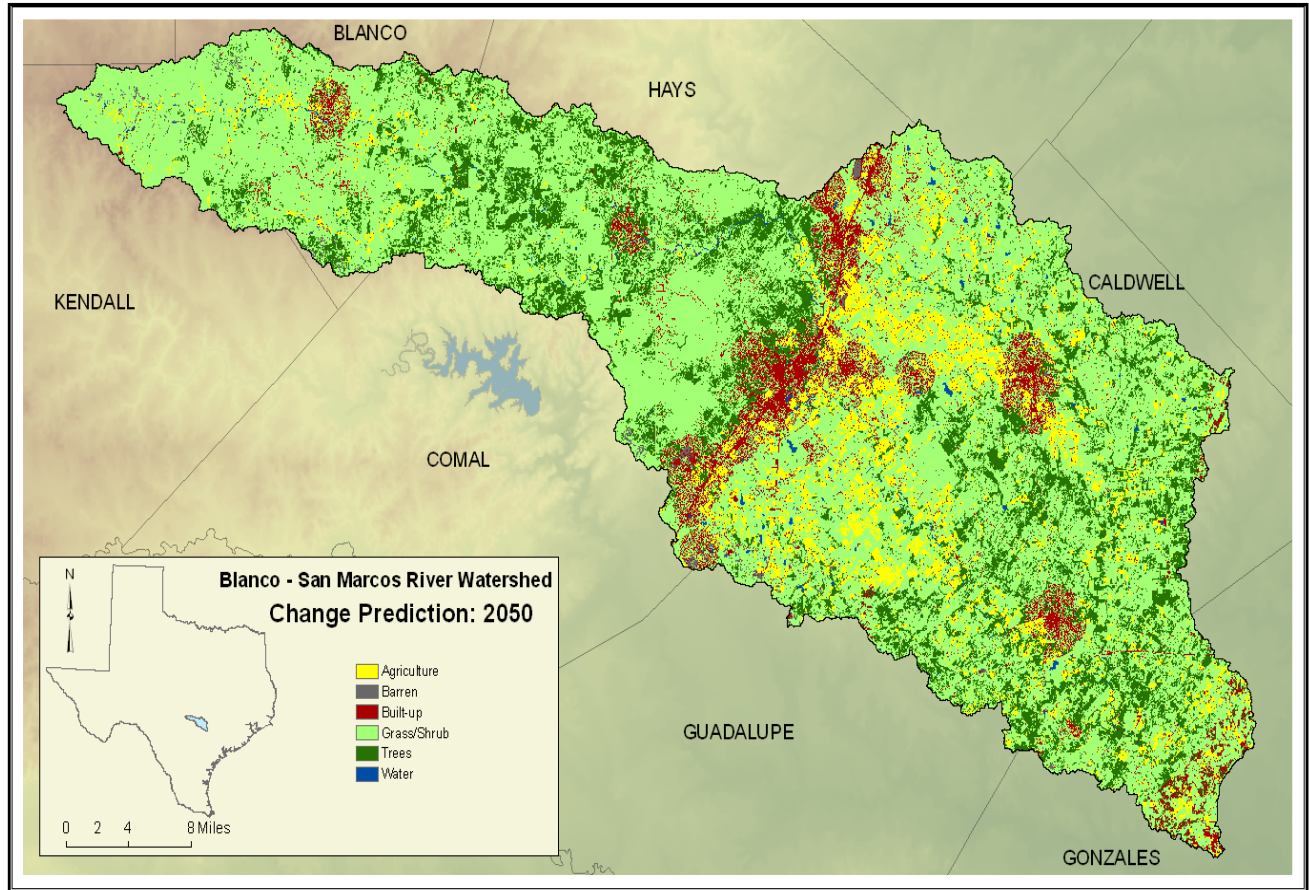 BLANCO
HAYS
KENDALL
CALDWELL
COMAL
GUADALUPE
GONZALES
N
Blanco - San Marcos River Watershed
Change Prediction: 2050
Agriculture
Barren
Built-up
Grass/Shrub
Trees
Water
0 2 4 8 Miles